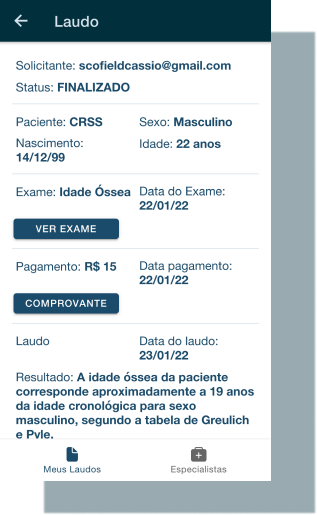 Laudo
Solicitante: scofieldcassio@gmail.com
Status: FINALIZADO
Paciente: CRSS
Sexo: Masculino
Nascimento:
14/12/99
Idade: 22 anos
Exame: Idade Óssea
Data do Exame:
22/01/22
VER EXAME
Pagamento: R$ 15
Data pagamento:
22/01/22
COMPROVANTE
Laudo
Data do laudo:
23/01/22
Resultado: A idade óssea da paciente
corresponde aproximadamente a 19 anos
da idade cronológica para sexo
masculino, segundo a tabela de Greulich
e Pyle.
Meus Laudos
Especialistas